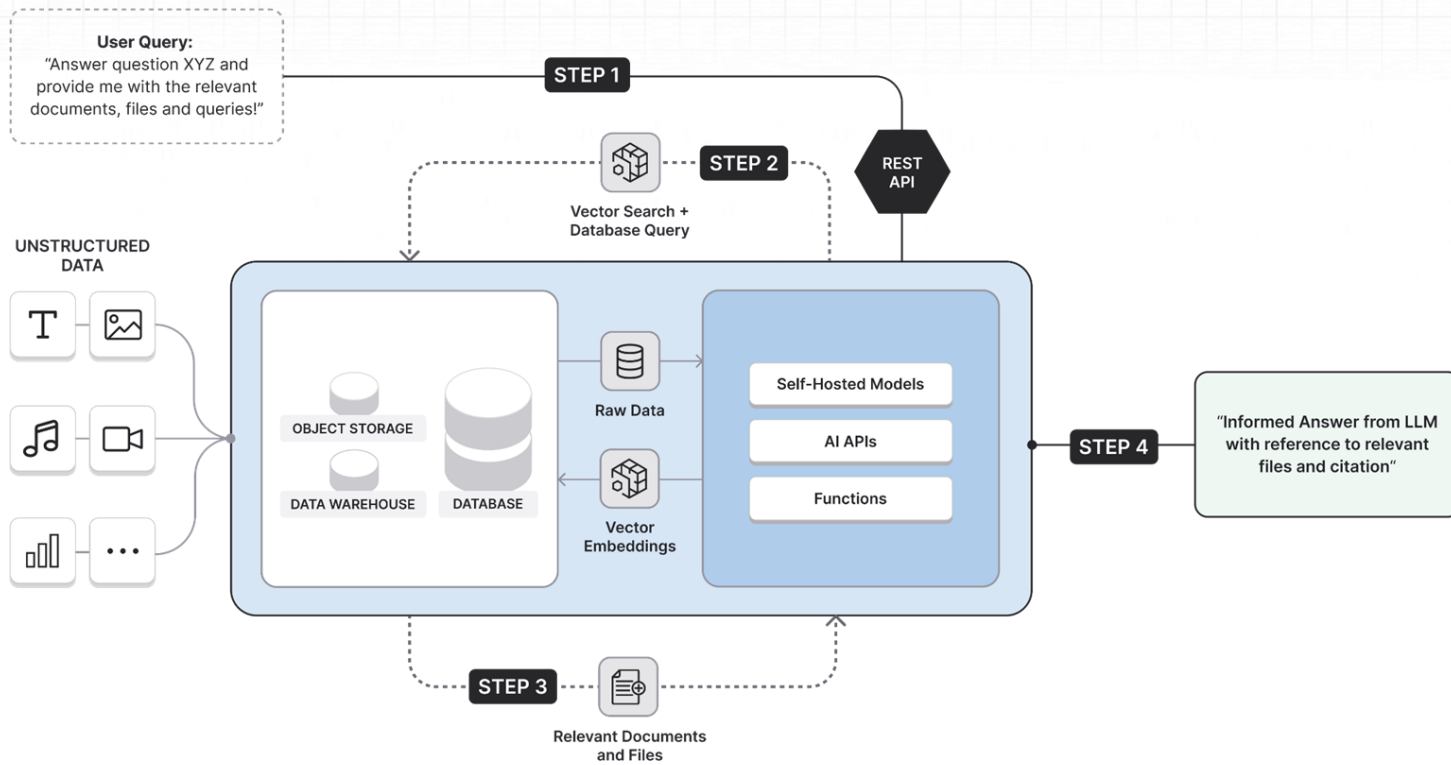 User Query:
“Answer question XYZ and
provide me with the relevant
documents, files and queries!”
STEP 1
STEP 2
REST
API
Vector Search +
Database Query
UNSTRUCTURED
DATA
T
OBJECT STORAGE
DATA WAREHOUSE
DATABASE
Raw Data
Vector
Embeddings
Self-Hosted Models
AI APIs
Functions
STEP 4
“Informed Answer from LLM
with reference to relevant
files and citation“
STEP 3
Relevant Documents
and Files